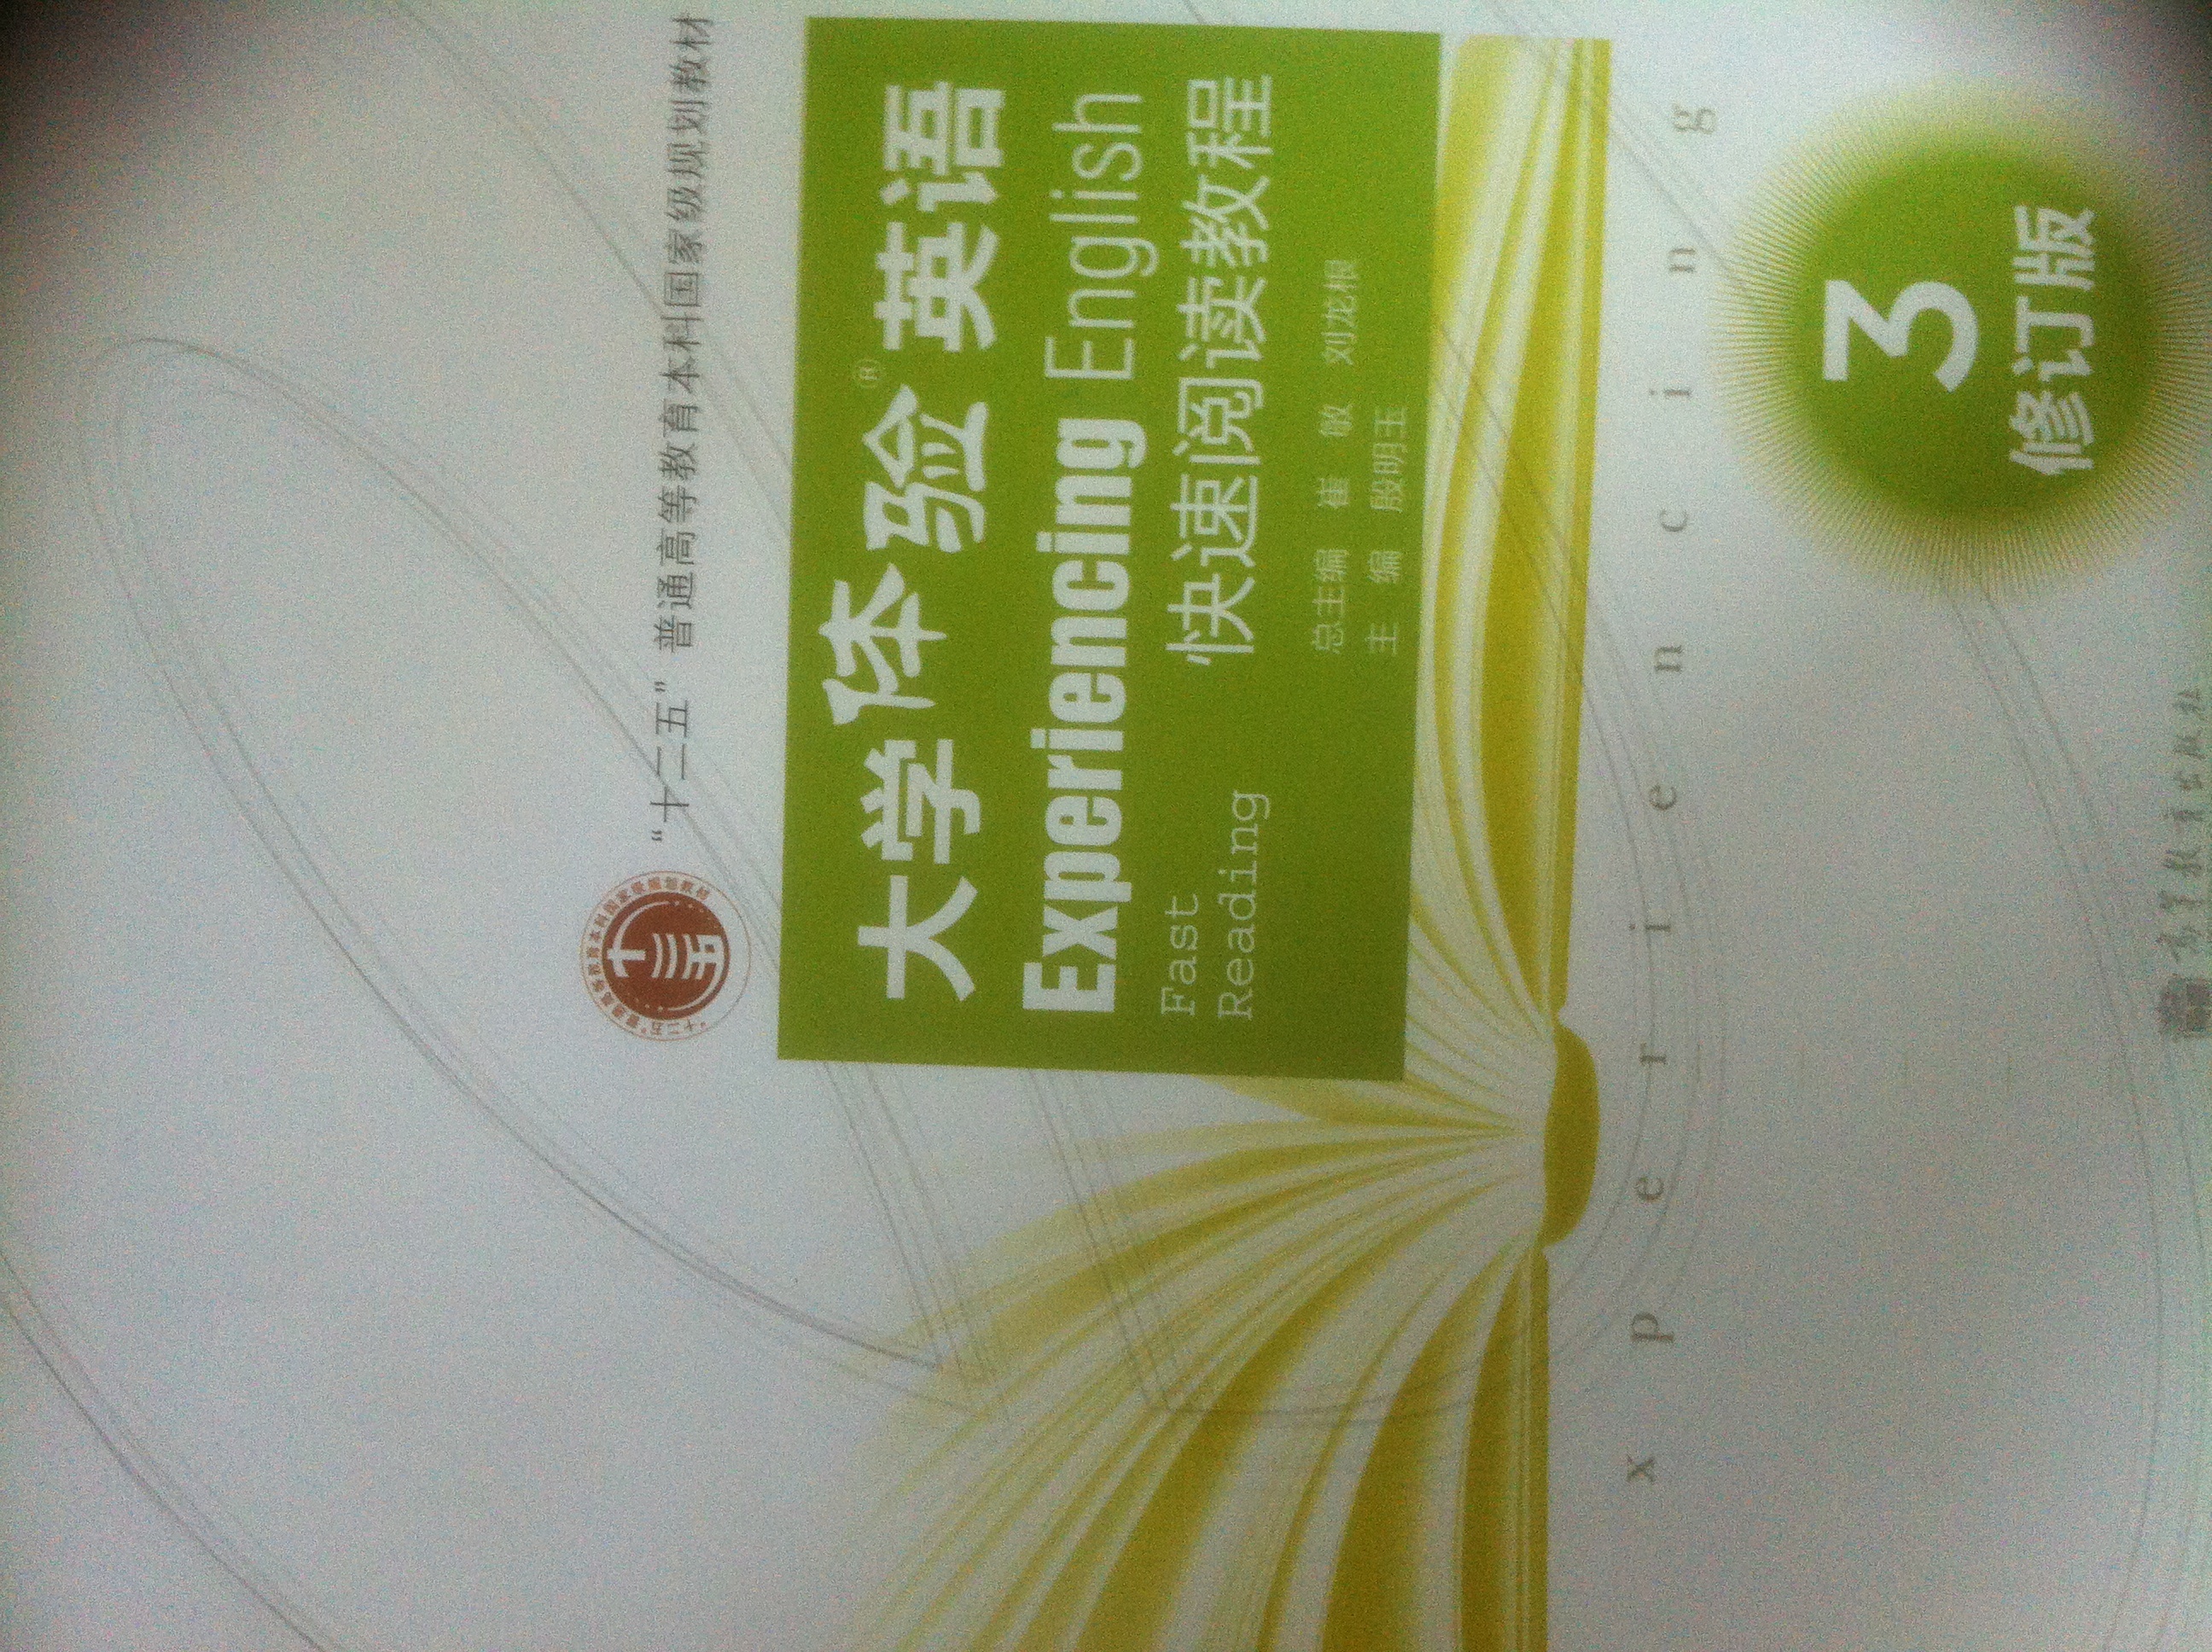 “十二五”普通高等教育本科国家级规划教材
十二五
“十二五”普通高等教育本科国家级规划教材
大学体验®英语
Experiencing English
Fast
Reading
快速阅读教程
总主编 崔 敏 刘龙根
主 编 殷明玉
xperiencing
3
修订版
高等教育出版社